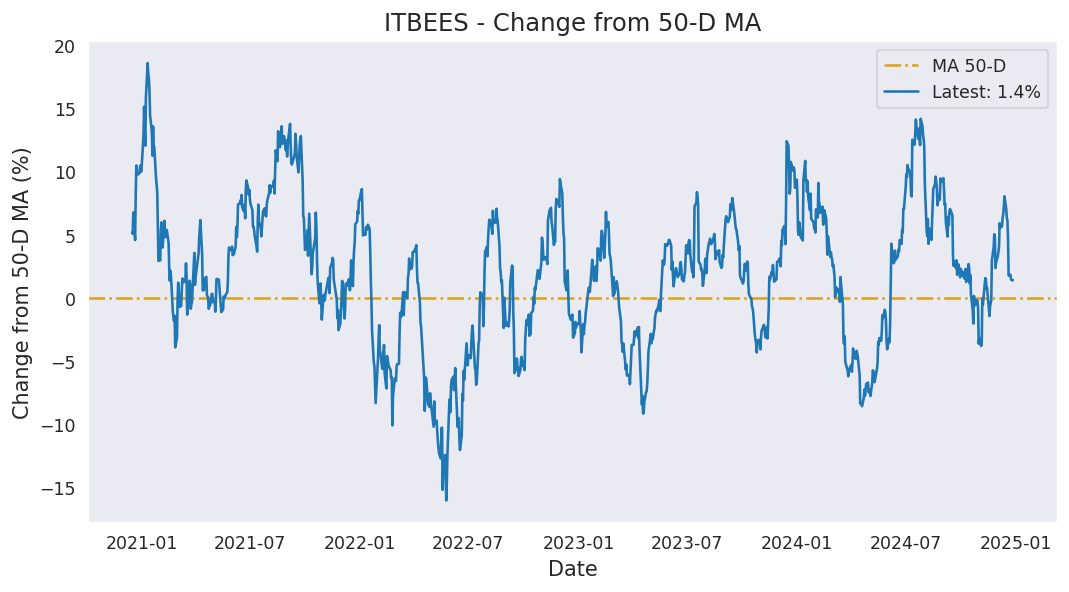 ITBEES - Change from 50-D MA
MA 50-D
Latest: 1.4%
Change from 50-D MA (%)
20
15
10
5
0
−5
−10
−15
2021-01 2021-07 2022-01 2022-07 2023-01 2023-07 2024-01 2024-07 2025-01
Date